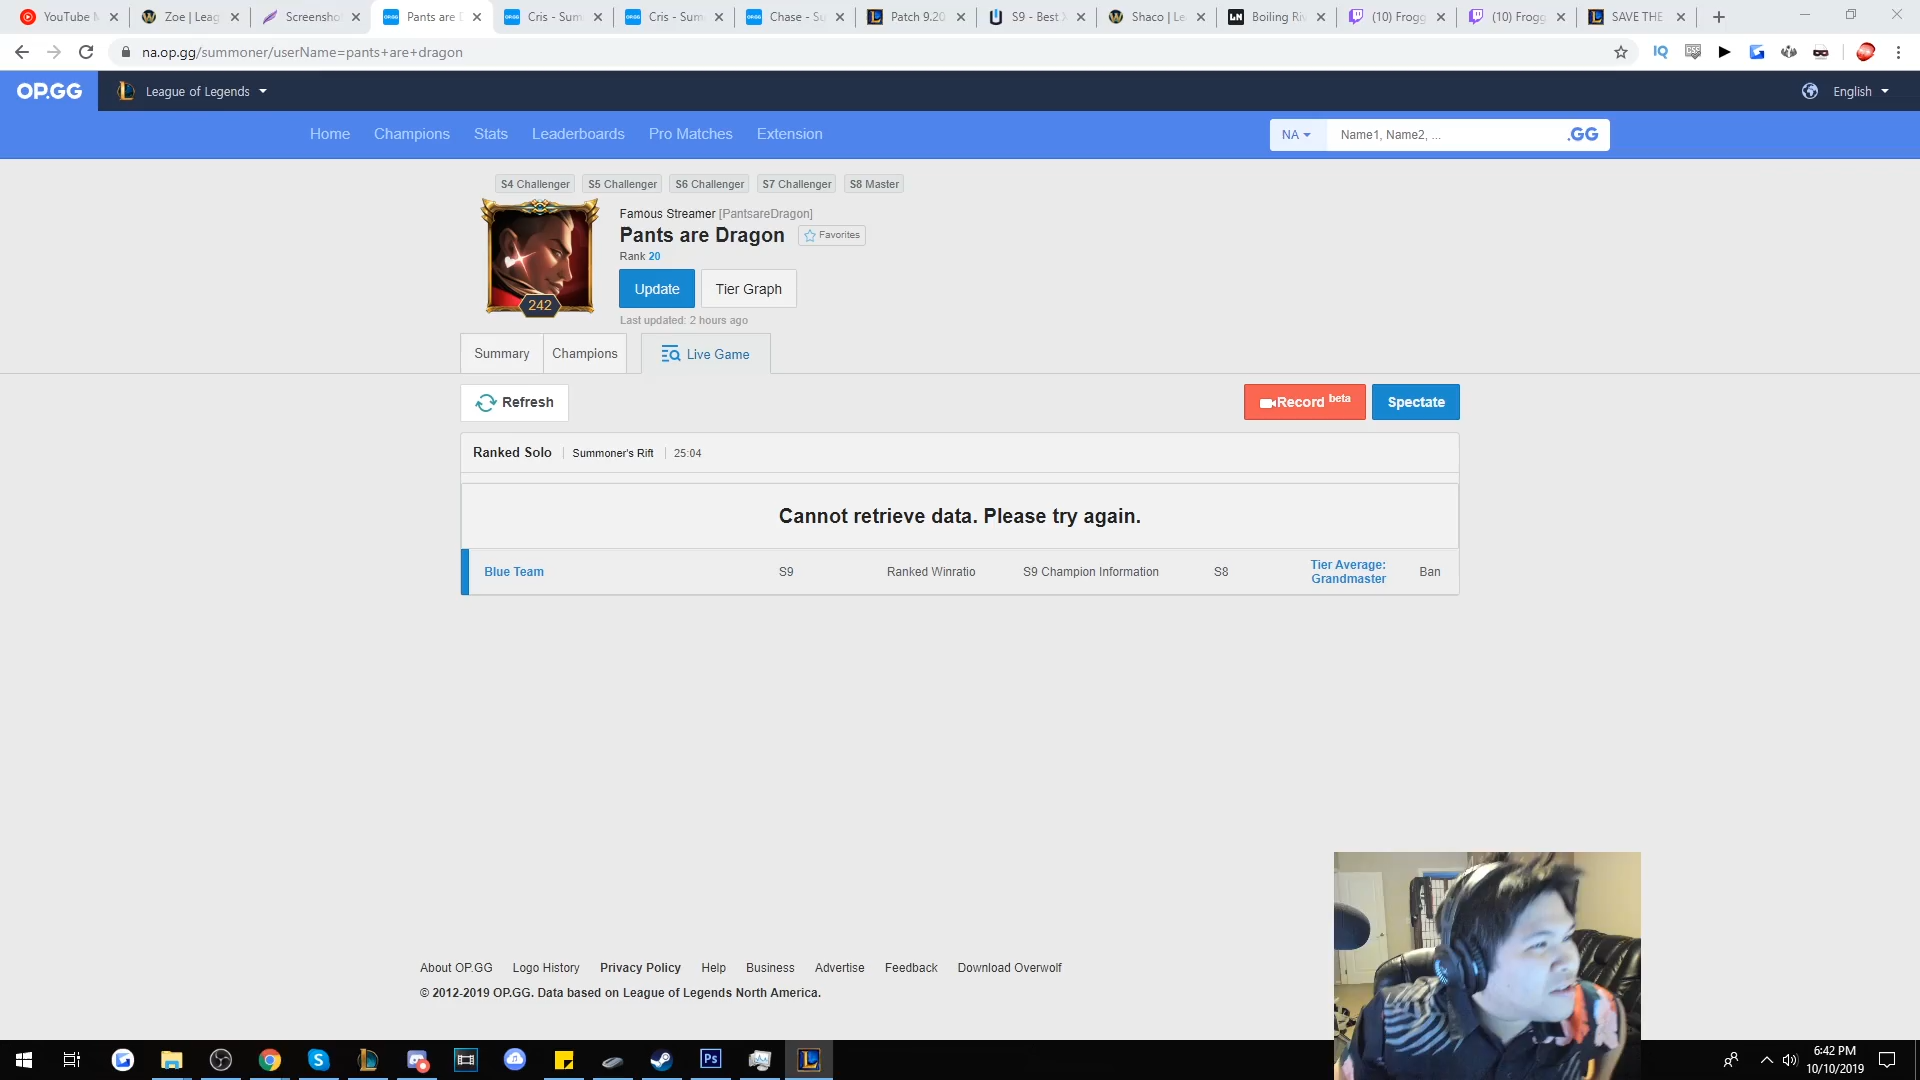 YouTube M
Zoe | Leag
Screensho
Pants are D
Cris - Sum
Cris - Sum
Chase - Su
Patch 9.20
S9 - Best
Shaco | Le
Boiling Riv
(10) Frogg
(10) Frogg
SAVE THE
na.op.gg/summoner/userName=pants+are+dragon
IQ
OP.GG
League of Legends
English
Home
Champions
Stats
Leaderboards
Pro Matches
Extension
NA
Name1, Name2, ...
.GG
S4 Challenger
S5 Challenger
S6 Challenger
S7 Challenger
S8 Master
Famous Streamer [PantsareDragon]
Pants are Dragon
Favorites
Rank 20
242
Update
Tier Graph
Last updated: 2 hours ago
Summary
Champions
Live Game
Refresh
Record beta
Spectate
Ranked Solo
Summoner's Rift
25:04
Cannot retrieve data. Please try again.
Blue Team
S9
Ranked Winratio
S9 Champion Information
S8
Tier Average:
Grandmaster
Ban
About OP.GG
Logo History
Privacy Policy
Help
Business
Advertise
Feedback
Download Overwolf
© 2012-2019 OP.GG. Data based on League of Legends North America.
Ps
6:42 PM
10/10/2019